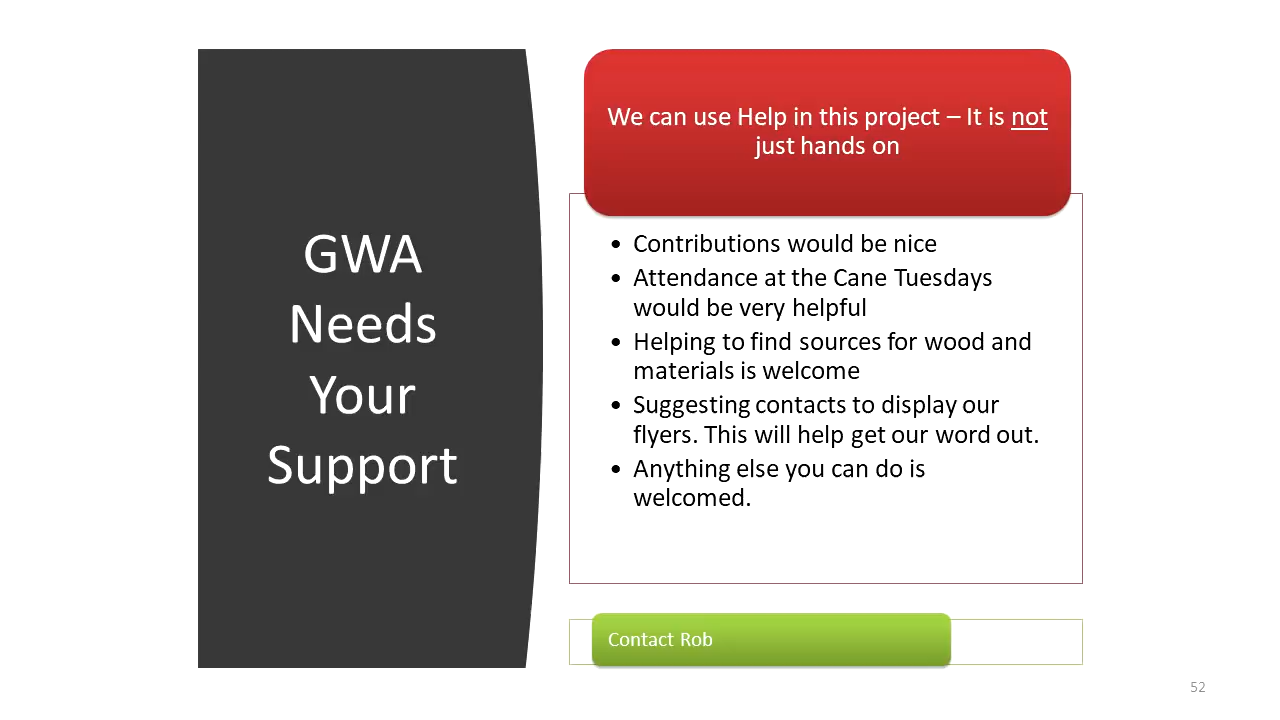 GWA
Needs
Your
Support
We can use Help in this project – It is not
just hands on
• Contributions would be nice
• Attendance at the Cane Tuesdays
would be very helpful
• Helping to find sources for wood and
materials is welcome
• Suggesting contacts to display our
flyers. This will help get our word out.
• Anything else you can do is
welcomed.
Contact Rob
52